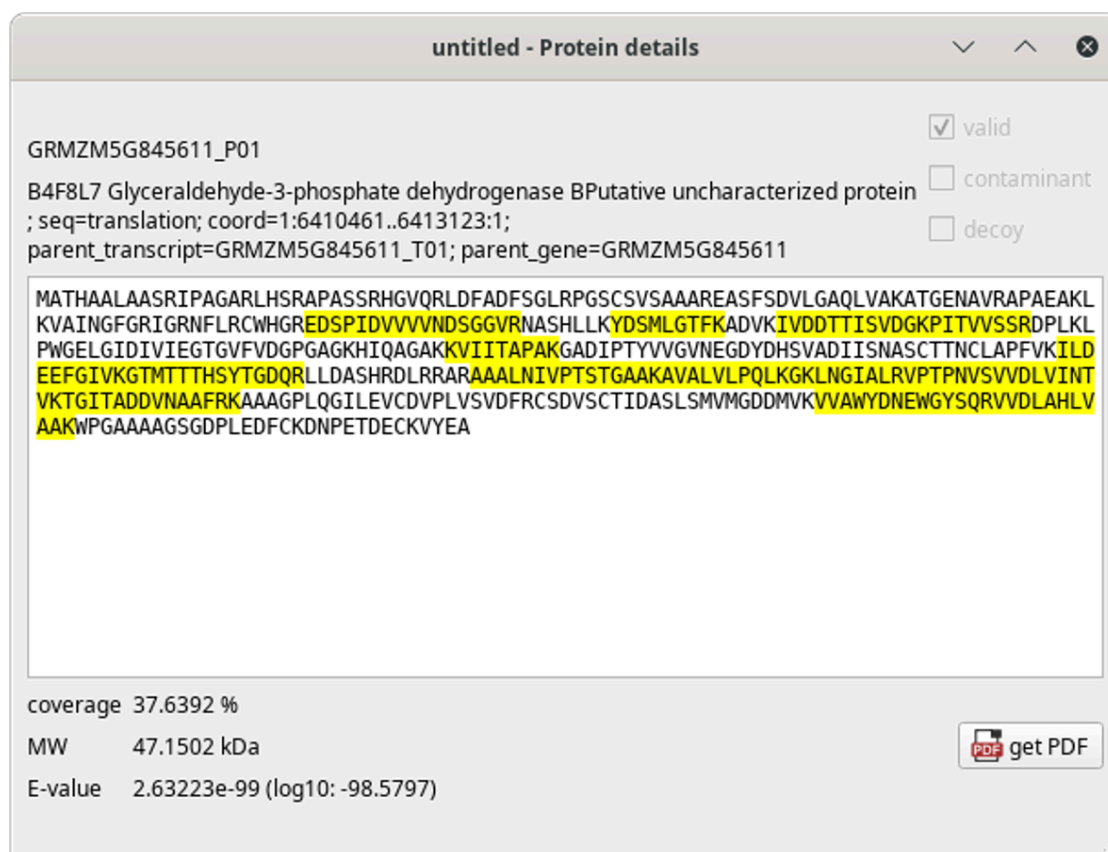 untitled - Protein details
valid
GRMZM5G845611_P01
contaminant
B4F8L7 Glyceraldehyde-3-phosphate dehydrogenase BPutative uncharacterized protein
; seq=translation; coord=1:6410461..6413123:1;
decoy
parent_transcript=GRMZM5G845611_T01; parent_gene=GRMZM5G845611
MATHAALAASRIPAGARLHSRAPASSRHGVQRLDFADFSGLRPGSCSVSAAAREASFSDVLGAQLVAKATGENAVRAPAEAKL
KVAINGFGRIGRNFLRCWHGREDSPIDVVVVNDSGGVRNASHLLKYDSMLGTFKADVKIVDDTTISVDGKPITVVSSRDPLKL
PWGELGIDIVIEGTGVFVDGPGAGKHIQAGAKKVIITAPAKGADIPTYVVGVNEGDYDHSVADIISNASCTTNCLAPFVKILD
EEFGIVKGTMTTTHSYTGDQRLLDASHRDLRRARAAALNIVPTSTGAAKAVALVLPQLKGKLNGIALRVPTPNVSVVDLVINT
VKTGITADDVNAAFRKAAAGPLQGILEVCDVPLVSVDFRCSDVSCTIDASLSMVMGDDMVKVVAWYDNEWGYSQRVVDLAHLV
AAKWPGAAAAGSGDPLEDFCKDNPETDECKVYEA
coverage 37.6392 %
MW 47.1502 kDa
PDF get PDF
E-value 2.63223e-99 (log10: -98.5797)